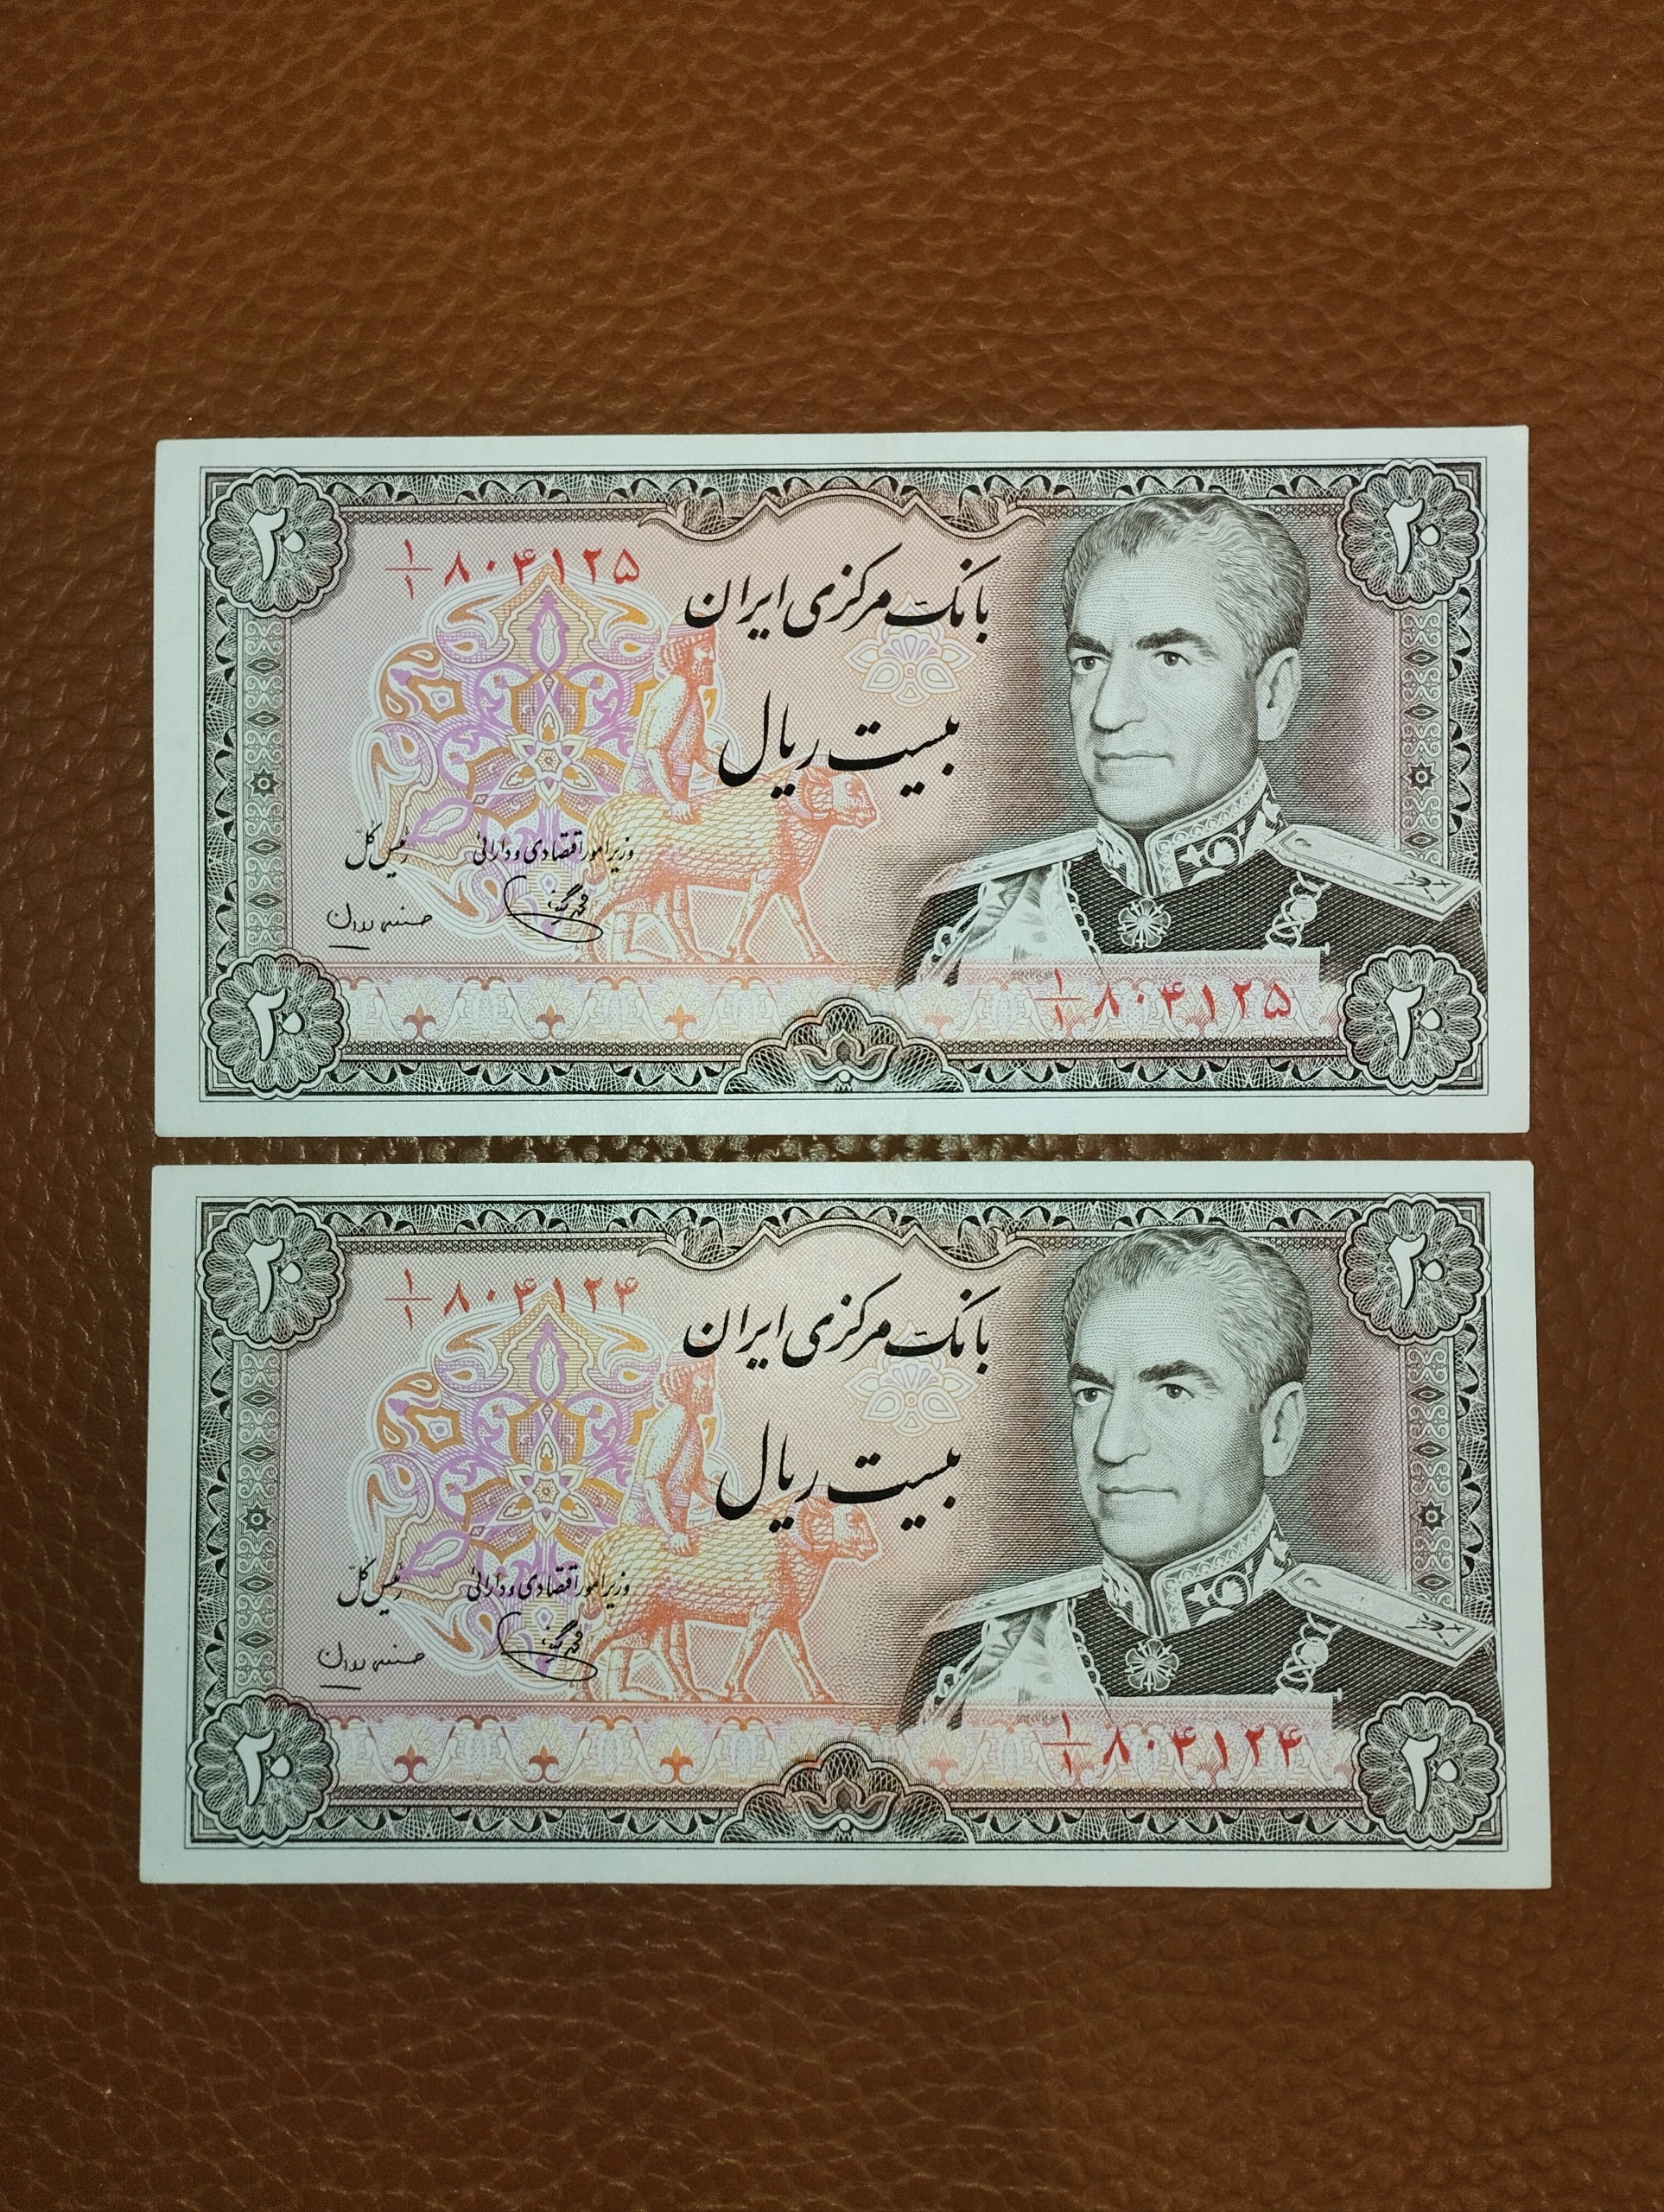 ۲۰ ۲۰
۱/۱ ۸۰۴۱۲۵
بانک مرکزی ایران
بیست ریال
وزیر امور اقتصادی و دارائی رئیس کل
۱/۱ ۸۰۴۱۲۵
۲۰ ۲۰
۲۰ ۲۰
۱/۱ ۸۰۴۱۲۴
بانک مرکزی ایران
بیست ریال
وزیر امور اقتصادی و دارائی رئیس کل
۱/۱ ۸۰۴۱۲۴
۲۰ ۲۰